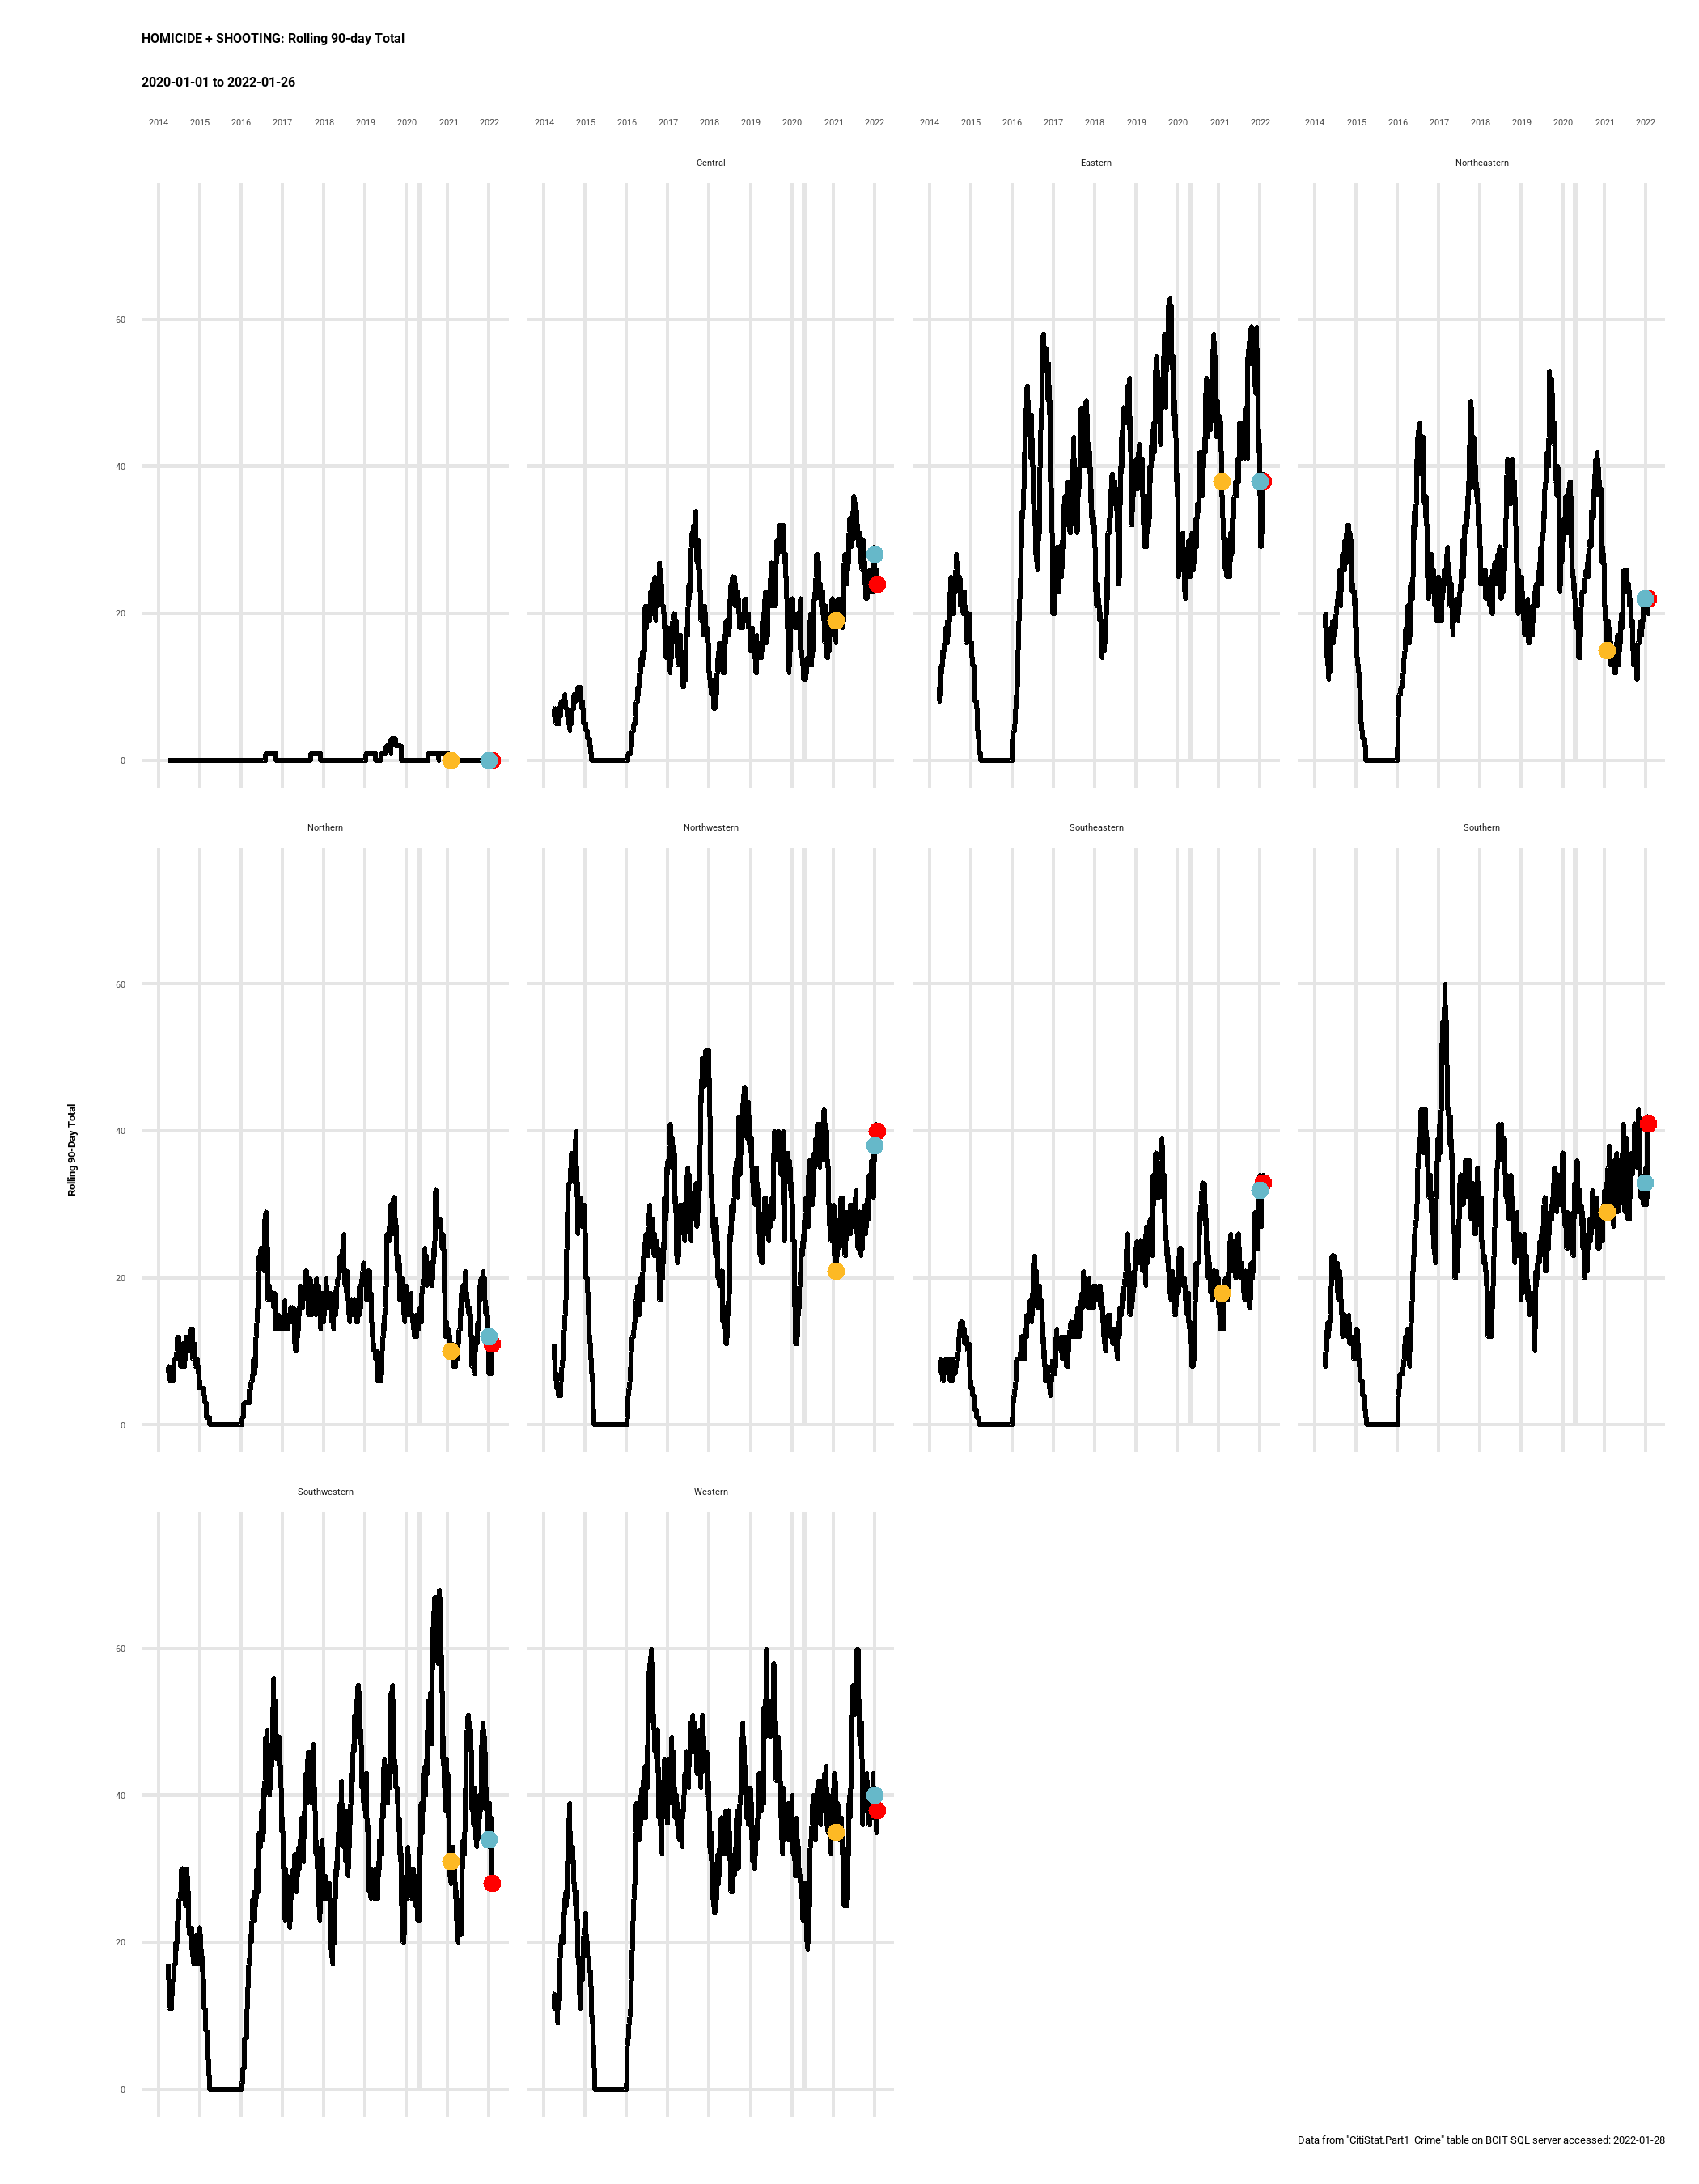 HOMICIDE + SHOOTING: Rolling 90-day Total
2020-01-01 to 2022-01-26
2014 2015 2016 2017 2018 2019 2020 2021 2022 2014 2015 2016 2017 2018 2019 2020 2021 2022 2014 2015 2016 2017 2018 2019 2020 2021 2022 2014 2015 2016 2017 2018 2019 2020 2021 2022
Central Eastern Northeastern
60
40
20
0
Northern Northwestern Southeastern Southern
60
40
20
0
Rolling 90-Day Total
Southwestern Western
60
40
20
0
Data from "CitiStat.Part1_Crime" table on BCIT SQL server accessed: 2022-01-28